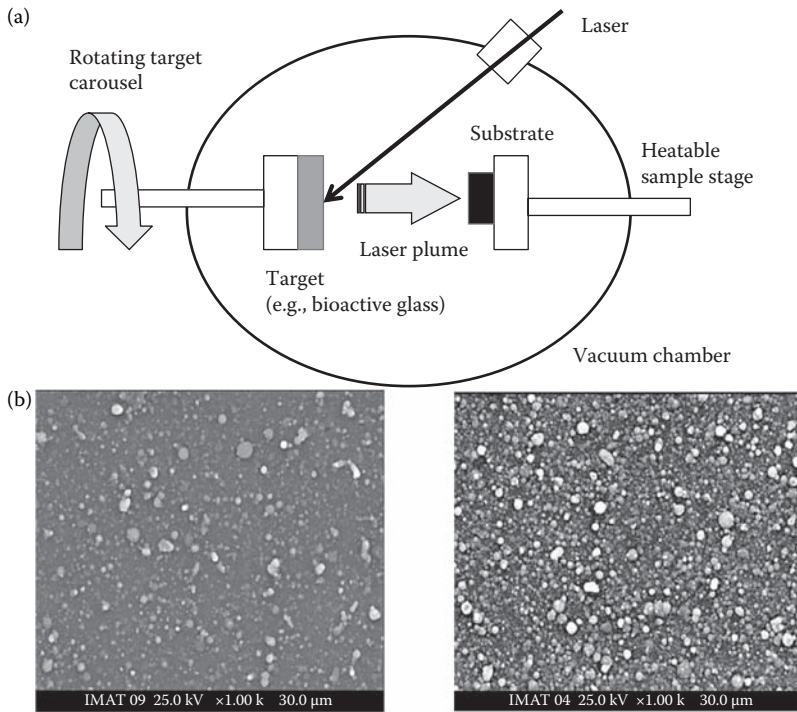 (a)
Laser
Rotating target
carousel
Substrate
Heatable
sample stage
Laser plume
Target
(e.g., bioactive glass)
Vacuum chamber
(b)
IMAT 09 25.0 kV ×1.00 k 30.0 μm
IMAT 04 25.0 kV ×1.00 k 30.0 μm